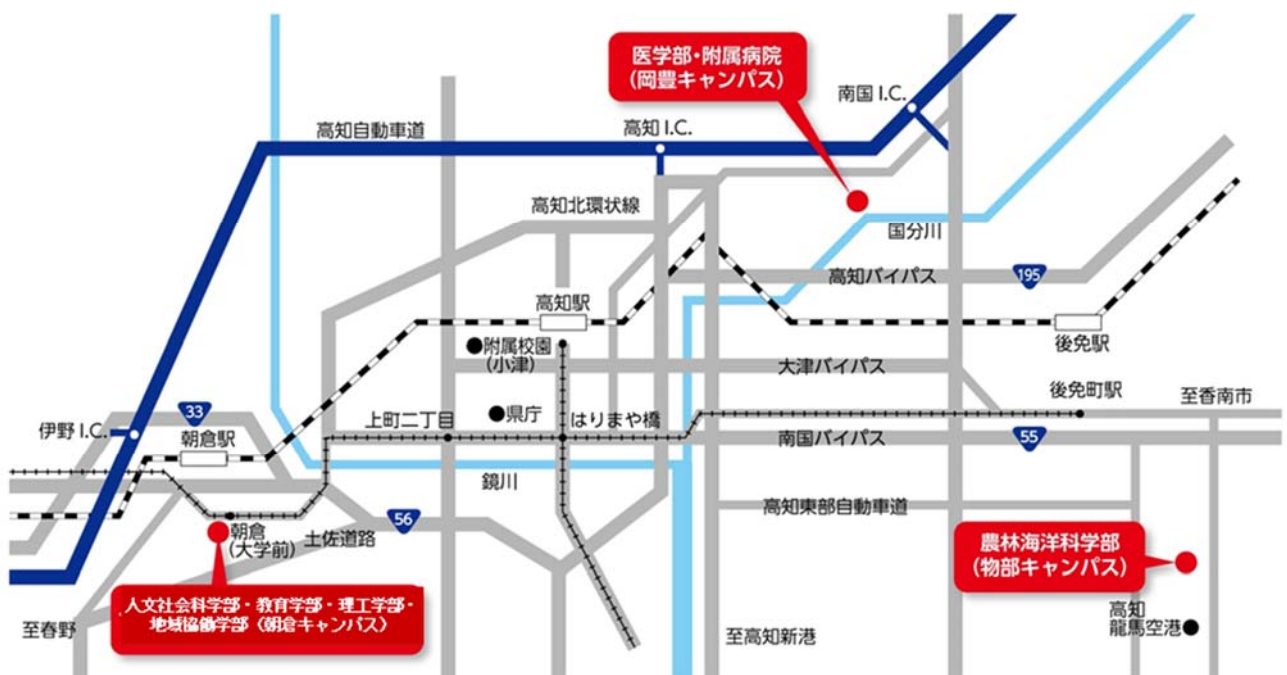 医学部・附属病院
(岡豊キャンパス)
南国 I.C.
高知自動車道
高知 I.C.
高知北環状線
国分川
高知バイパス
195
高知駅
後免駅
附属校園
(小津)
大津バイパス
後免町駅
至香南市
33
伊野 I.C.
朝倉駅
上町二丁目
県庁
はりまや橋
南国バイパス
55
鏡川
高知東部自動車道
56
朝倉
(大学前)
土佐道路
農林海洋科学部
(物部キャンパス)
人文社会科学部・教育学部・理工学部・
地域協働学部(朝倉キャンパス)
至春野
至高知新港
高知
龍馬空港